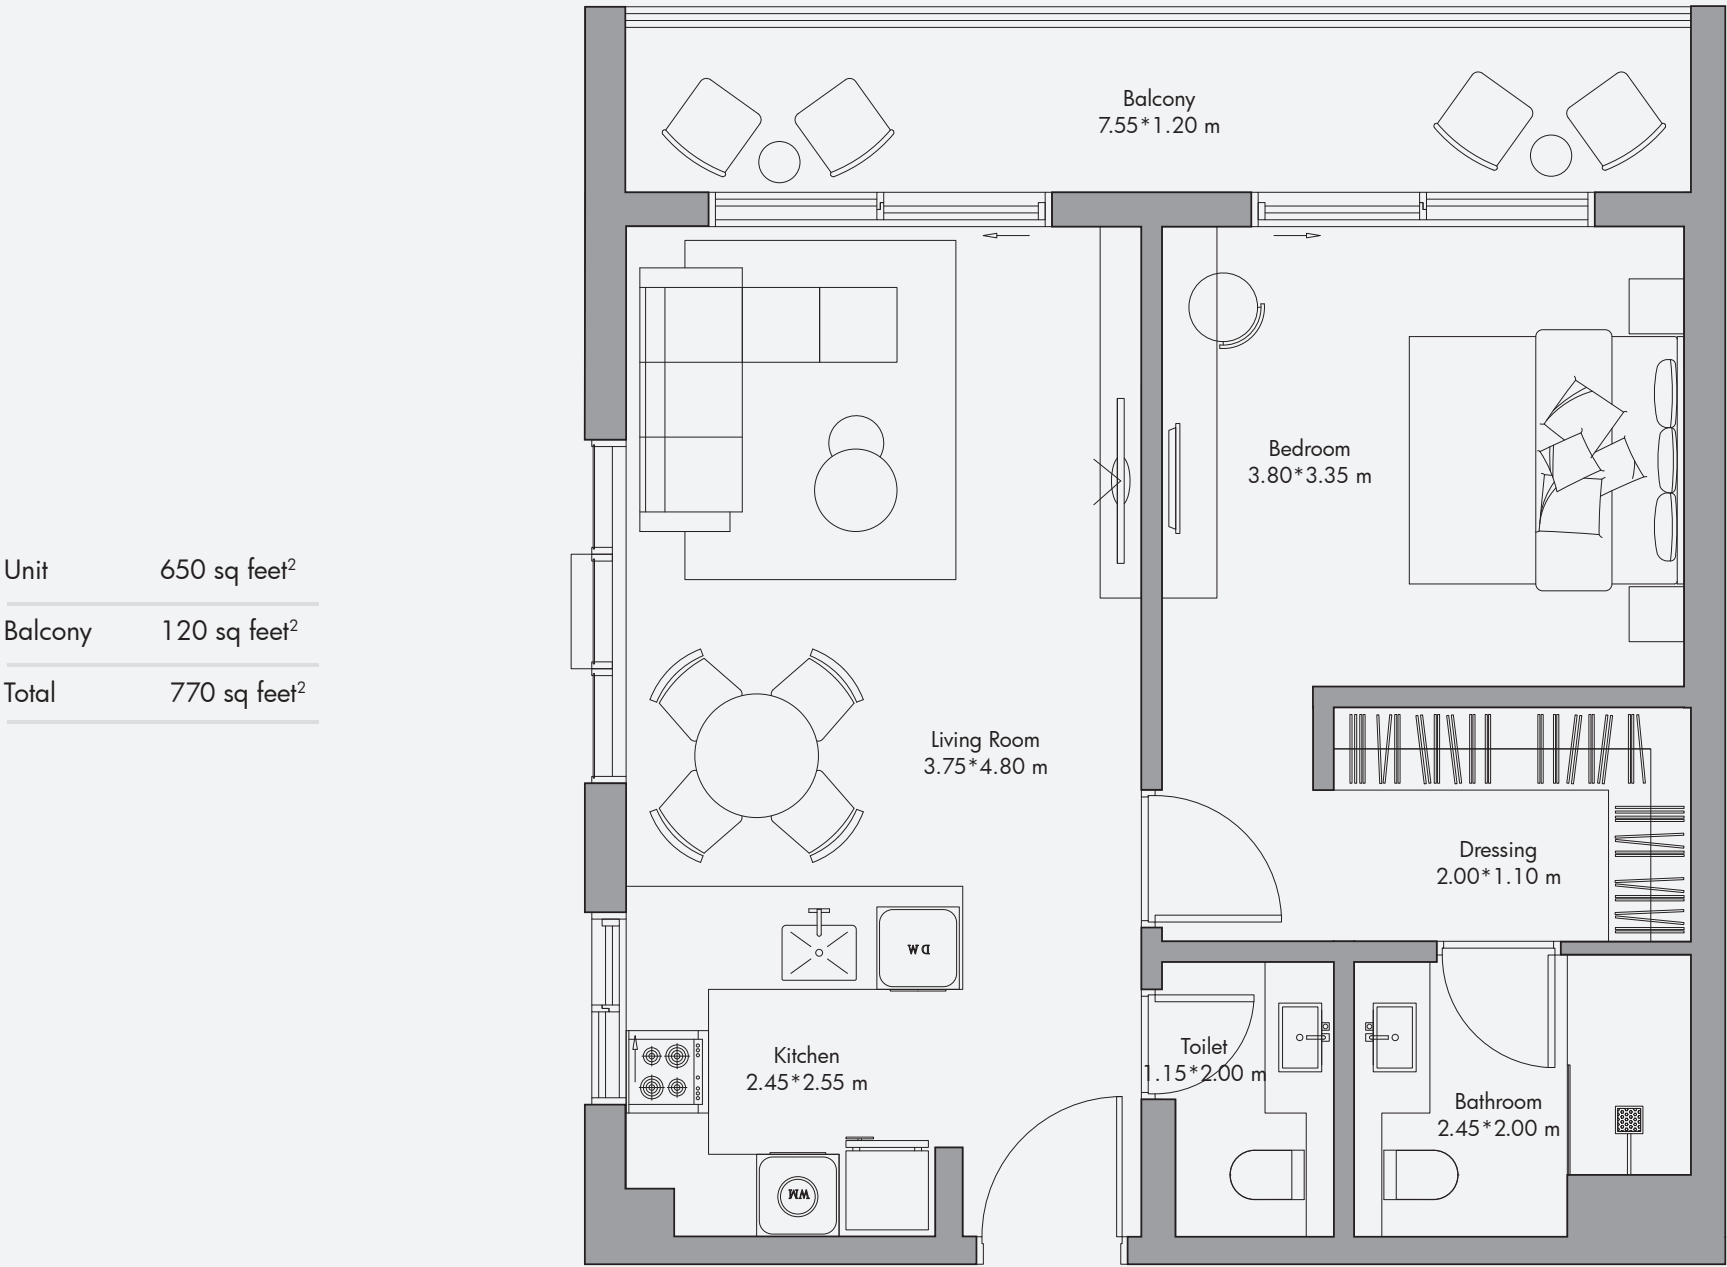 Unit 650 sq feet²
Balcony 120 sq feet²
Total 770 sq feet²
Balcony
7.55*1.20 m
Bedroom
3.80*3.35 m
Living Room
3.75*4.80 m
Dressing
2.00*1.10 m
DW
Kitchen
2.45*2.55 m
Toilet
1.15*2.00 m
Bathroom
2.45*2.00 m
WM